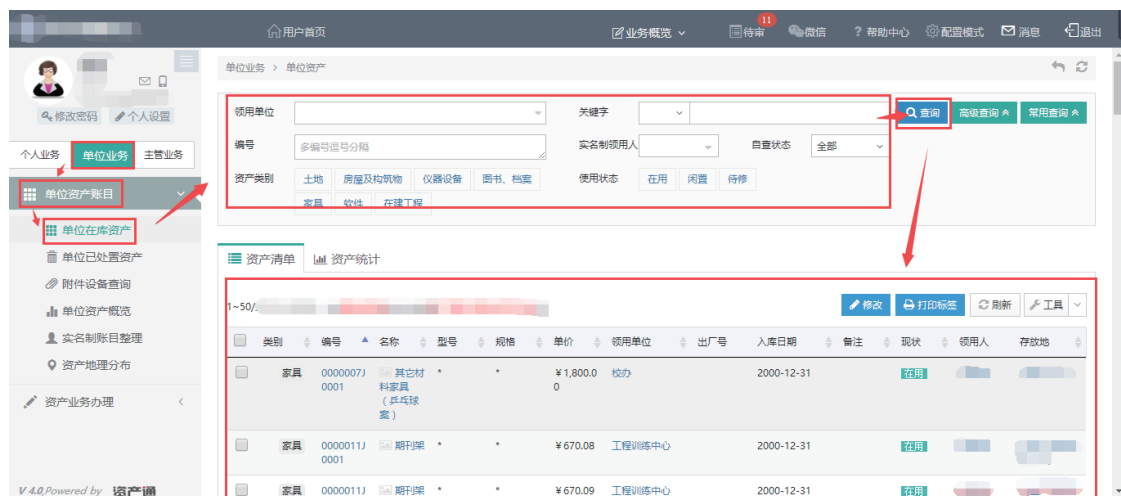 用户首页 业务概览 待审 11 微信 ? 帮助中心 配置模式 消息 退出
修改密码 个人设置
个人业务 单位业务 主管业务
单位资产账目
单位在库资产
单位已处置资产
附件设备查询
单位资产概览
实名制账目整理
资产地理分布
资产业务办理
V 4.0,Powered by 资产通
单位业务 > 单位资产
领用单位 关键字 查询 高级查询 常用查询
编号 多编号逗号分隔 实名制领用人 自查状态 全部
资产类别 土地 房屋及构筑物 仪器设备 图书、档案 使用状态 在用 闲置 待修
家具 软件 在建工程
资产清单 资产统计
1~50/ 修改 打印标签 刷新 工具
类别 编号 名称 型号 规格 单价 领用单位 出厂号 入库日期 备注 现状 领用人 存放地
家具 0000007J 其它材 * * ¥1,800.0 校办 2000-12-31 在用
0001 料家具 0
(乒乓球
案)
家具 0000011J 期刊架 * * ¥670.08 工程训练中心 2000-12-31 在用
0001
家具 0000011J 期刊架 * * ¥670.09 工程训练中心 2000-12-31 在用